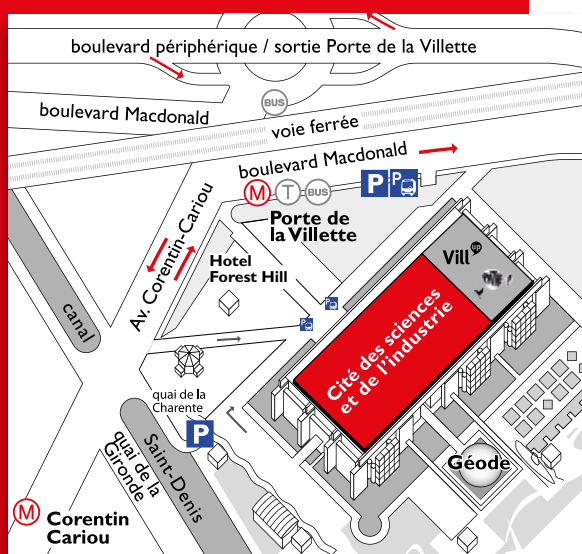 boulevard périphérique / sortie Porte de la Villette
BUS
boulevard Macdonald
voie ferrée
boulevard Macdonald
M T BUS
P P
Porte de
la Villette
Av. Corentin-Cariou
Hotel
Forest Hill
Vill'up
canal
P
P
Cité des sciences
et de l'industrie
quai de la
Charente
P
Saint-Denis
quai de la
Gironde
Géode
M
Corentin
Cariou